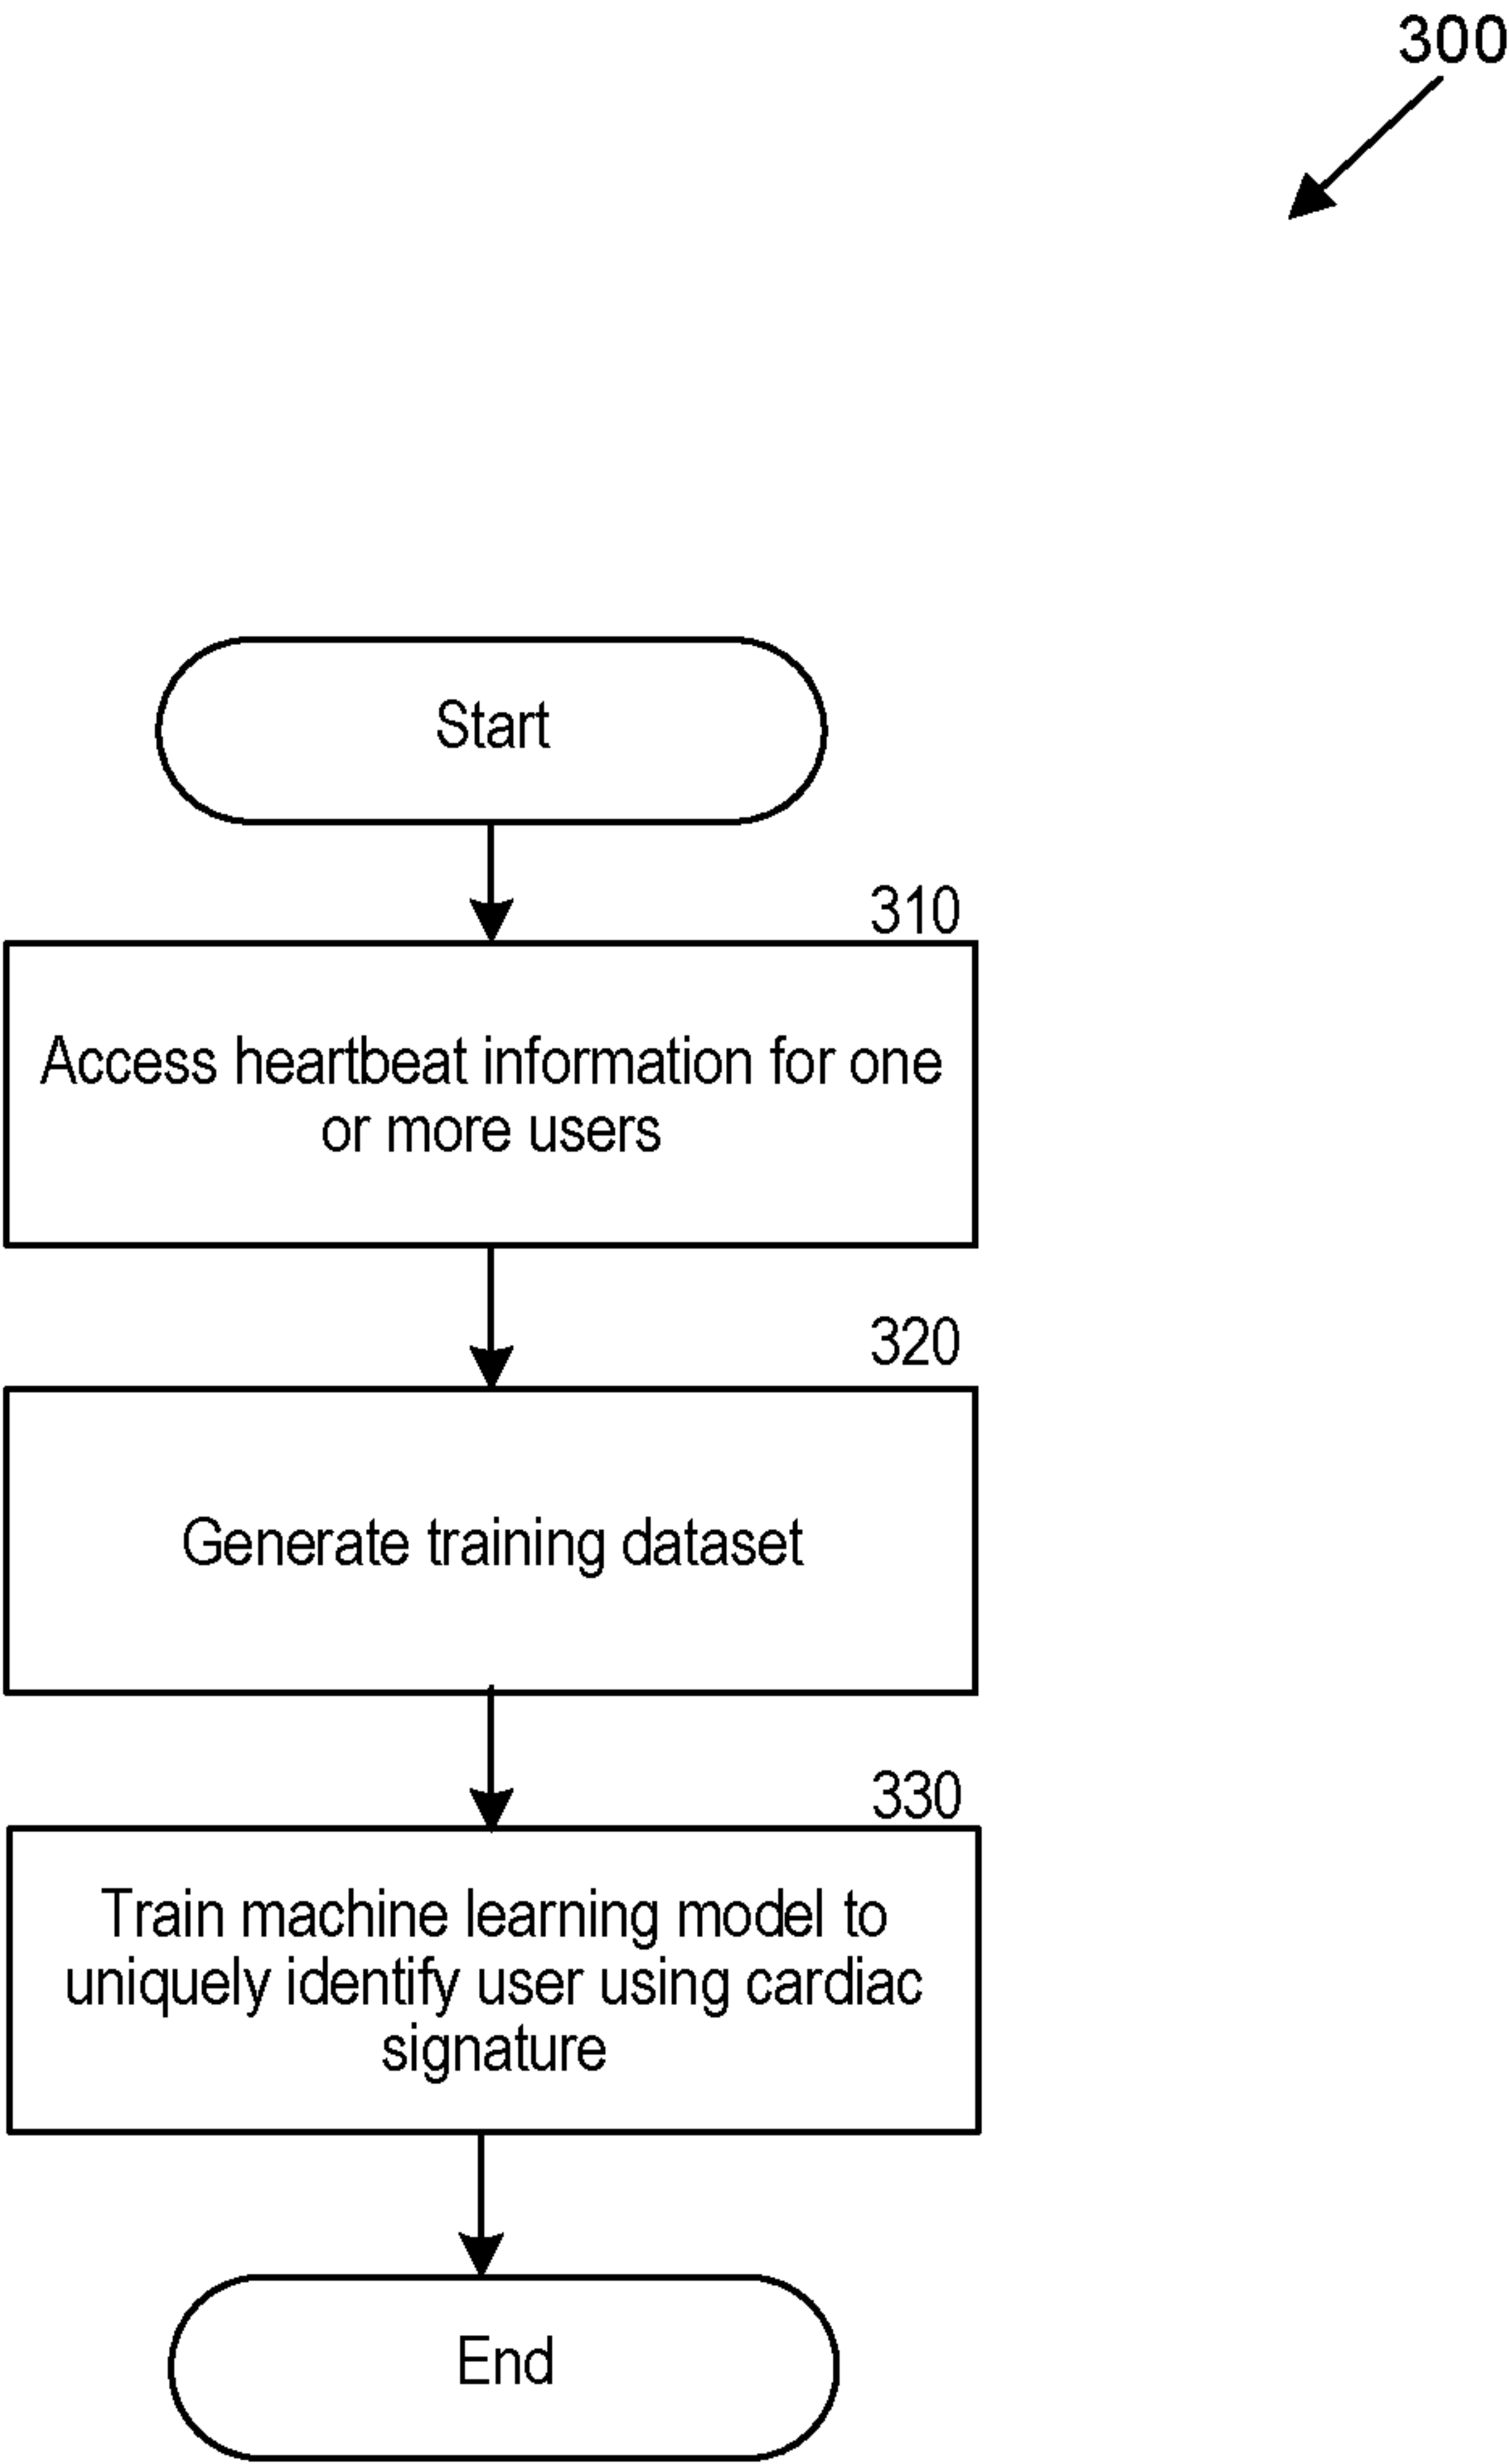 300
Start
310
Access heartbeat information for one
or more users
320
Generate training dataset
330
Train machine learning model to
uniquely identify user using cardiac
signature
End